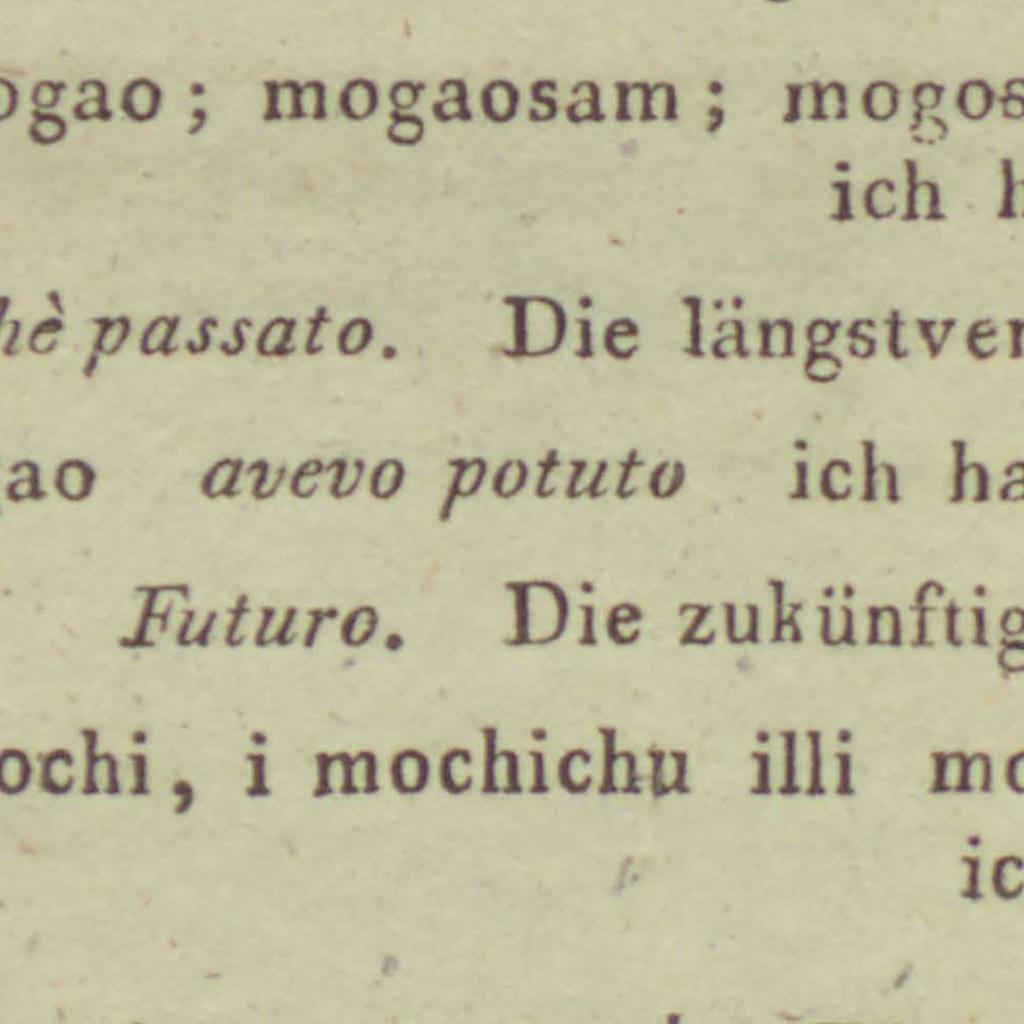 ogao; mogaosam; mogos
ich h
hè passato. Die längstver
gao avevo potuto ich ha
Futuro. Die zukünftig
ochi, i mochichu illi mo
ic